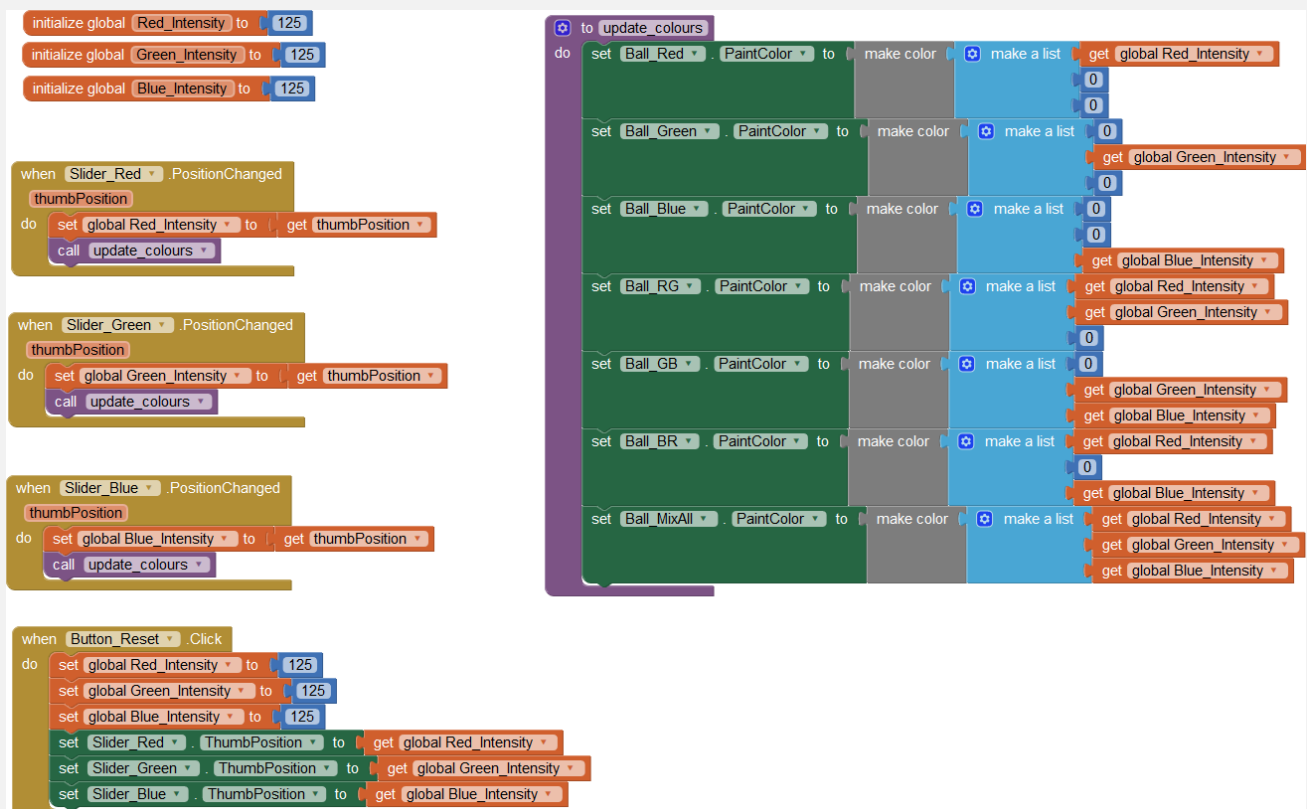 initialize global Red_Intensity to 125
initialize global Green_Intensity to 125
initialize global Blue_Intensity to 125
when Slider_Red .PositionChanged
thumbPosition
do set global Red_Intensity to get thumbPosition
call update_colours
when Slider_Green .PositionChanged
thumbPosition
do set global Green_Intensity to get thumbPosition
call update_colours
when Slider_Blue .PositionChanged
thumbPosition
do set global Blue_Intensity to get thumbPosition
call update_colours
when Button_Reset .Click
do set global Red_Intensity to 125
set global Green_Intensity to 125
set global Blue_Intensity to 125
set Slider_Red . ThumbPosition to get global Red_Intensity
set Slider_Green . ThumbPosition to get global Green_Intensity
set Slider_Blue . ThumbPosition to get global Blue_Intensity
to update_colours
do set Ball_Red . PaintColor to make color make a list get global Red_Intensity
0
0
set Ball_Green . PaintColor to make color make a list 0
get global Green_Intensity
0
set Ball_Blue . PaintColor to make color make a list 0
0
get global Blue_Intensity
set Ball_RG . PaintColor to make color make a list get global Red_Intensity
get global Green_Intensity
0
set Ball_GB . PaintColor to make color make a list 0
get global Green_Intensity
get global Blue_Intensity
set Ball_BR . PaintColor to make color make a list get global Red_Intensity
0
get global Blue_Intensity
set Ball_MixAll . PaintColor to make color make a list get global Red_Intensity
get global Green_Intensity
get global Blue_Intensity